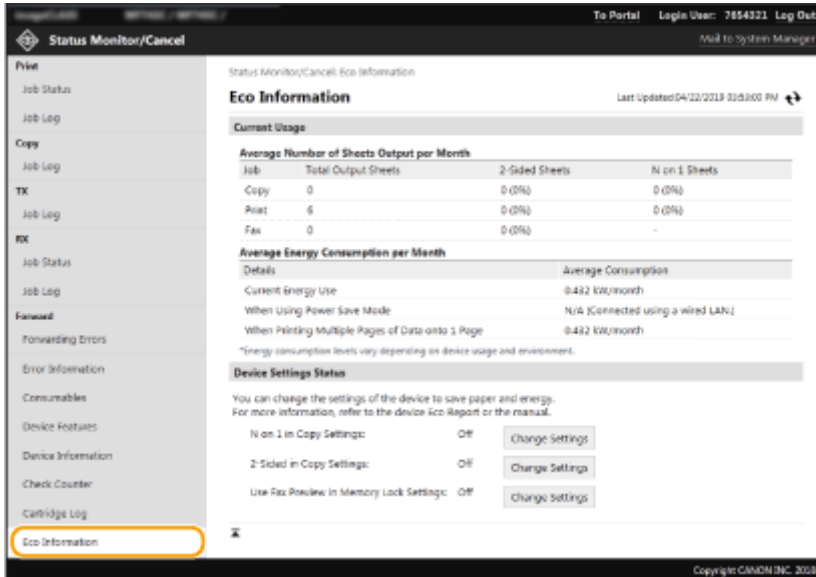 To Portal Login User: 7654321 Log Out
Status Monitor/Cancel Mail to System Manager
Print
Job Status
Job Log
Copy
Job Log
TX
Job Log
RX
Job Status
Job Log
Forward
Forwarding Errors
Error Information
Consumables
Device Features
Device Information
Check Counter
Cartridge Log
Eco Information
Status Monitor/Cancel: Eco Information
Eco Information Last Updated:04/22/2019 03:53:00 PM
Current Usage
Average Number of Sheets Output per Month
Job Total Output Sheets 2-Sided Sheets N on 1 Sheets
Copy 0 0 (0%) 0 (0%)
Print 6 0 (0%) 0 (0%)
Fax 0 0 (0%) -
Average Energy Consumption per Month
Details Average Consumption
Current Energy Use 0.432 kW/month
When Using Power Save Mode N/A (Connected using a wired LAN.)
When Printing Multiple Pages of Data onto 1 Page 0.432 kW/month
*Energy consumption levels vary depending on device usage and environment.
Device Settings Status
You can change the settings of the device to save paper and energy.
For more information, refer to the device Eco Report or the manual.
N on 1 in Copy Settings: Off Change Settings
2-Sided in Copy Settings: Off Change Settings
Use Fax Preview in Memory Lock Settings: Off Change Settings
Copyright CANON INC. 2018